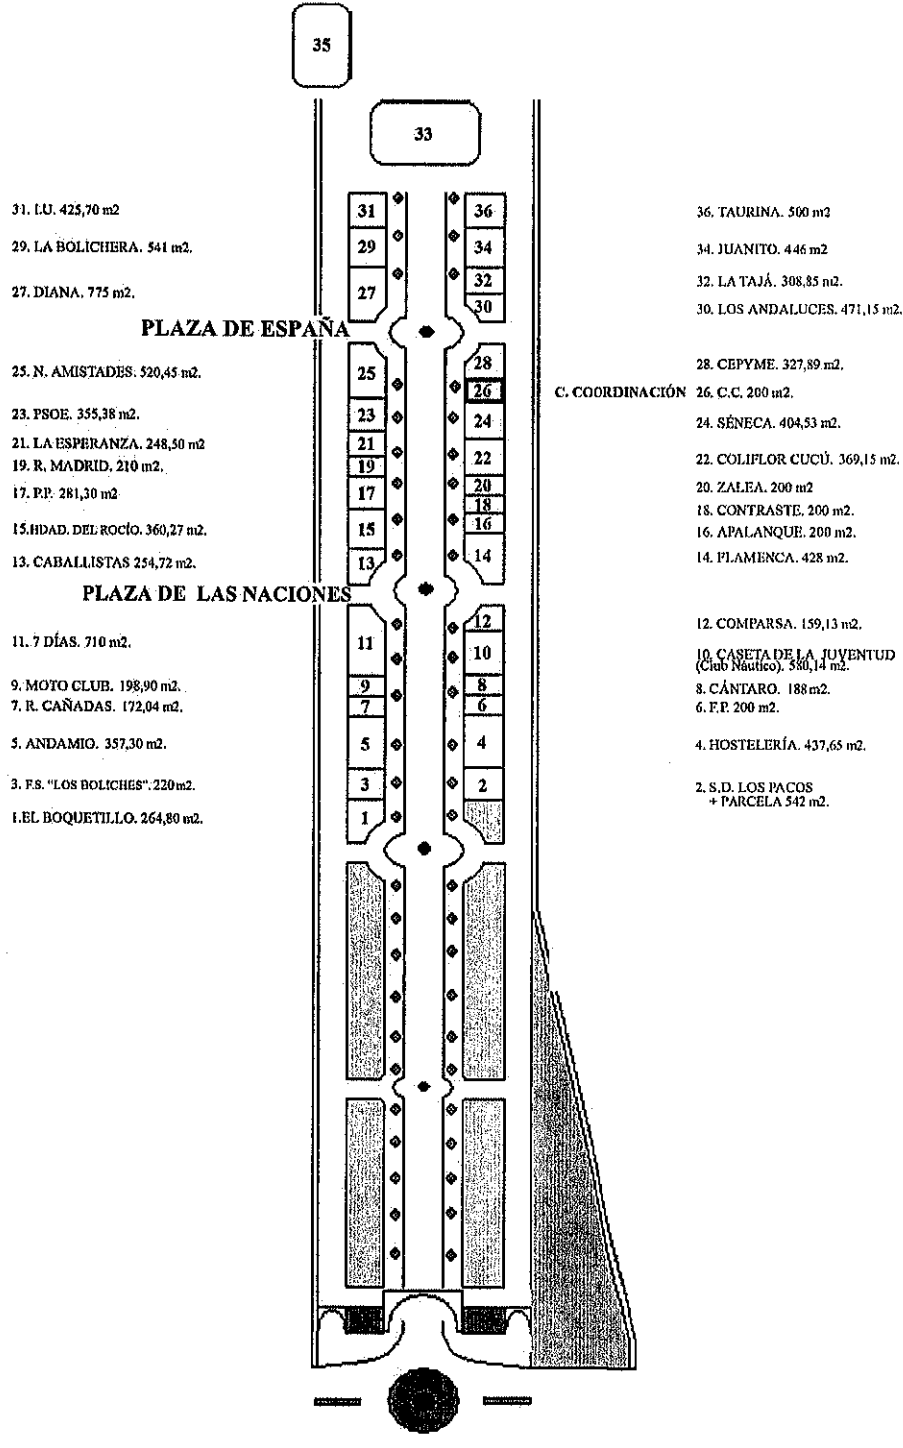 35
33
31. I.U. 425,70 m2
29. LA BOLICHERA. 541 m2.
27. DIANA. 775 m2.
PLAZA DE ESPAÑA
25. N. AMISTADES. 520,45 m2.
23. PSOE. 355,38 m2.
21. LA ESPERANZA. 248,50 m2
19. R. MADRID. 210 m2.
17. P.P. 281,30 m2
15. HDAD. DEL ROCÍO. 360,27 m2.
13. CABALLISTAS 254,72 m2.
PLAZA DE LAS NACIONES
11. 7 DÍAS. 710 m2.
9. MOTO CLUB. 198,90 m2.
7. R. CAÑADAS. 172,04 m2.
5. ANDAMIO. 357,30 m2.
3. F.S. "LOS BOLICHES". 220 m2.
1. EL BOQUETILLO. 264,80 m2.
31
29
27
25
23
21
19
17
15
13
11
9
7
5
3
1
36
34
32
30
28
26
24
22
20
18
16
14
12
10
8
6
4
2
36. TAURINA. 500 m2
34. JUANITO. 446 m2
32. LA TAJÁ. 308,85 m2.
30. LOS ANDALUCES. 471,15 m2.
28. CEPYME. 327,89 m2.
C. COORDINACIÓN 26. C.C. 200 m2.
24. SÉNECA. 404,53 m2.
22. COLIFLOR CUCÚ. 369,15 m2.
20. ZALEA. 200 m2
18. CONTRASTE. 200 m2.
16. APALANQUE. 200 m2.
14. FLAMENCA. 428 m2.
12. COMPARSA. 159,13 m2.
10. CASETA DE LA JUVENTUD
(Club Náutico). 580,14 m2.
8. CÁNTARO. 188 m2.
6. F.P. 200 m2.
4. HOSTELERÍA. 437,65 m2.
2. S.D. LOS PACOS
+ PARCELA 542 m2.